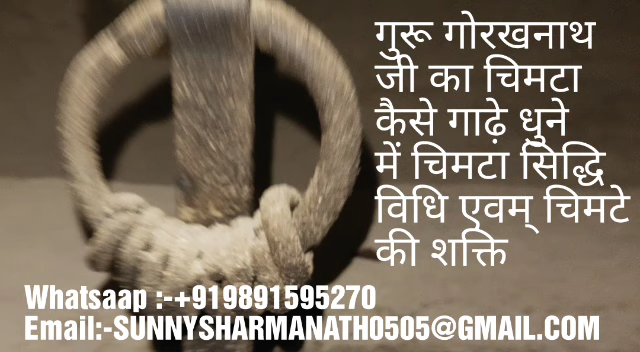 गुरू गोरखनाथ
जी का चिमटा
कैसे गाढ़े धुने
में चिमटा सिद्धि
विधि एवम् चिमटे
की शक्ति
Whatsaap :-+919891595270
Email:-SUNNYSHARMANATH0505@GMAIL.COM